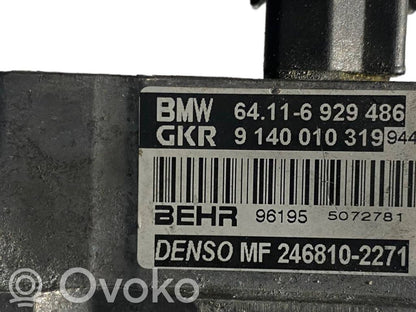 BMW 64.11-6 929 486
GKR 9 140 010 319 944
BEHR 96195 5072781
DENSO MF 246810-2271
Ovoko